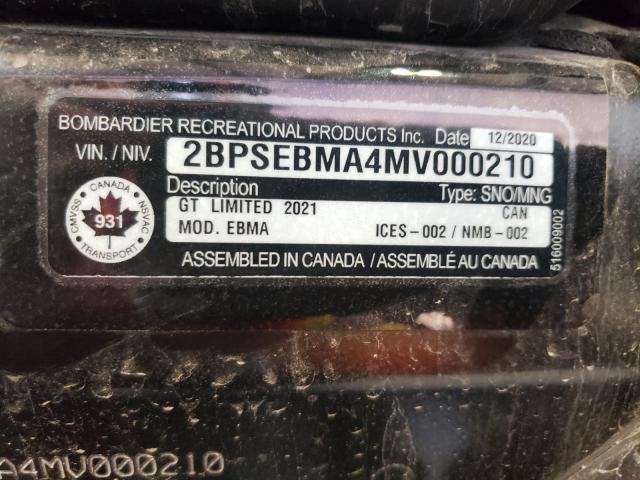 BOMBARDIER RECREATIONAL PRODUCTS Inc. Date 12/2020
VIN. / NIV. 2BPSEBMA4MV000210
Description Type: SNO/MNG
GT LIMITED 2021 CAN
MOD. EBMA ICES-002 / NMB-002
ASSEMBLED IN CANADA / ASSEMBLÉ AU CANADA
CANADA
CMVSS NSVAC
931
TRANSPORT
516009002
A4MV000210